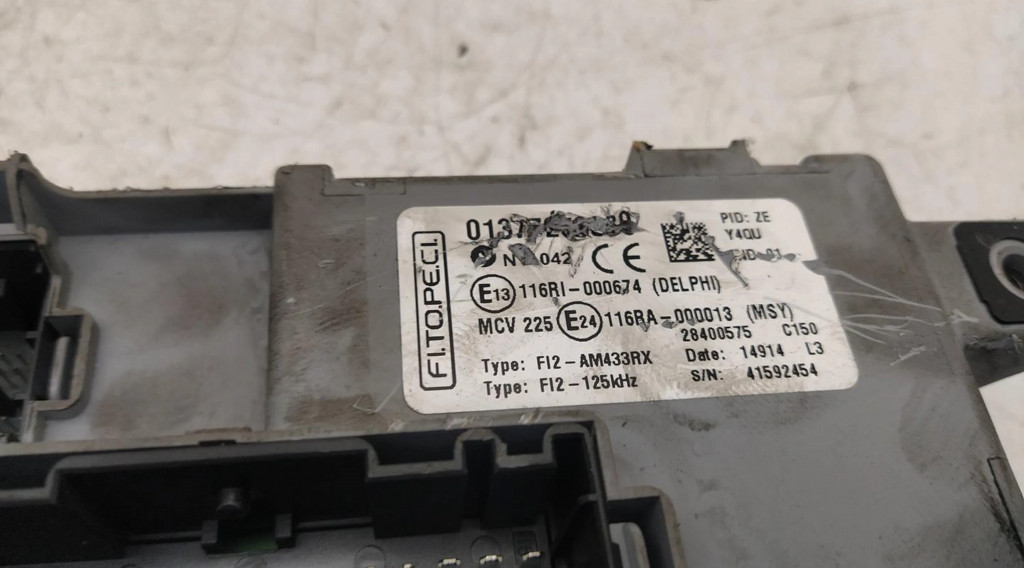 FI.TO.PE.C.I.
PID: ZE
Y4QU
042 CE
E13 116RI-000674 (DELPHI)
MCV 225 E24 116RA-000013 (MSY)
28400575 C150
Type: FI2-AM433RX Date: 14914 L3
Type: FI2-125kHz S/N: 41592454